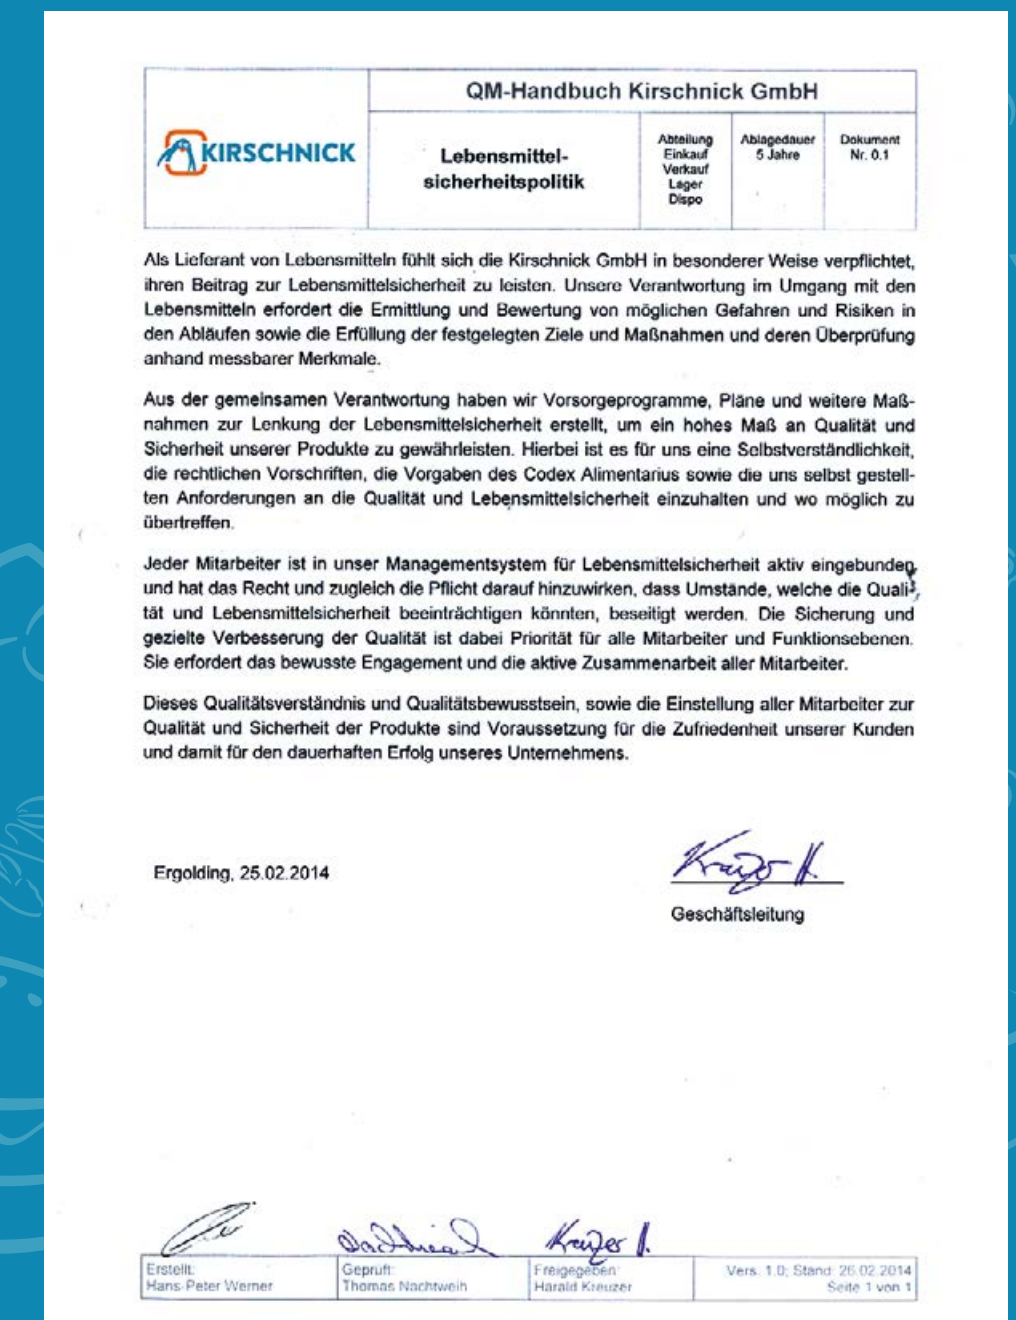 QM-Handbuch Kirschnick GmbH
KIRSCHNICK
Lebensmittel-
sicherheitspolitik
Abteilung
Einkauf
Verkauf
Lager
Dispo
Ablagedauer
5 Jahre
Dokument
Nr. 0.1
Als Lieferant von Lebensmitteln fühlt sich die Kirschnick GmbH in besonderer Weise verpflichtet,
ihren Beitrag zur Lebensmittelsicherheit zu leisten. Unsere Verantwortung im Umgang mit den
Lebensmitteln erfordert die Ermittlung und Bewertung von möglichen Gefahren und Risiken in
den Abläufen sowie die Erfüllung der festgelegten Ziele und Maßnahmen und deren Überprüfung
anhand messbarer Merkmale.
Aus der gemeinsamen Verantwortung haben wir Vorsorgeprogramme, Pläne und weitere Maß-
nahmen zur Lenkung der Lebensmittelsicherheit erstellt, um ein hohes Maß an Qualität und
Sicherheit unserer Produkte zu gewährleisten. Hierbei ist es für uns eine Selbstverständlichkeit,
die rechtlichen Vorschriften, die Vorgaben des Codex Alimentarius sowie die uns selbst gestell-
ten Anforderungen an die Qualität und Lebensmittelsicherheit einzuhalten und wo möglich zu
übertreffen.
Jeder Mitarbeiter ist in unser Managementsystem für Lebensmittelsicherheit aktiv eingebunden
und hat das Recht und zugleich die Pflicht darauf hinzuwirken, dass Umstände, welche die Quali-
tät und Lebensmittelsicherheit beeinträchtigen könnten, beseitigt werden. Die Sicherung und
gezielte Verbesserung der Qualität ist dabei Priorität für alle Mitarbeiter und Funktionsebenen.
Sie erfordert das bewusste Engagement und die aktive Zusammenarbeit aller Mitarbeiter.
Dieses Qualitätsverständnis und Qualitätsbewusstsein, sowie die Einstellung aller Mitarbeiter zur
Qualität und Sicherheit der Produkte sind Voraussetzung für die Zufriedenheit unserer Kunden
und damit für den dauerhaften Erfolg unseres Unternehmens.
Ergolding, 25.02.2014
Geschäftsleitung
Erstellt:
Hans-Peter Werner
Geprüft:
Thomas Nachtweih
Freigegeben:
Harald Kreuzer
Vers. 1.0; Stand: 26.02.2014
Seite 1 von 1